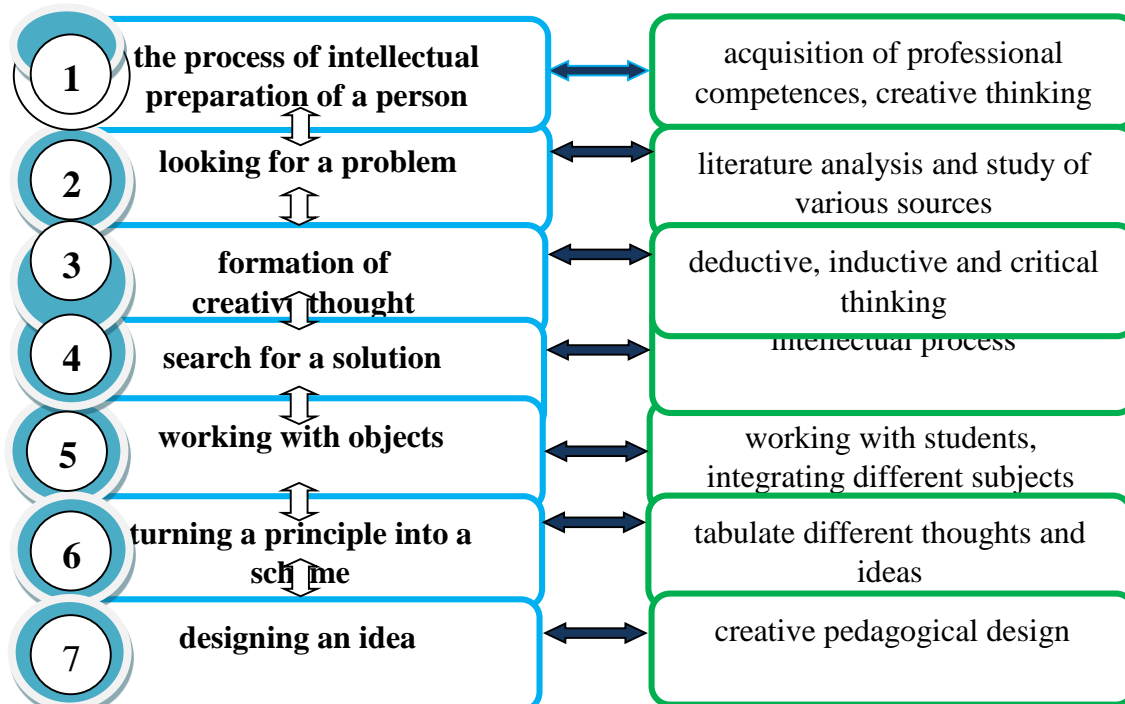 1
the process of intellectual
preparation of a person
acquisition of professional
competences, creative thinking
2
looking for a problem
literature analysis and study of
various sources
3
formation of
creative thought
deductive, inductive and critical
thinking
4
search for a solution
intellectual process
5
working with objects
working with students,
integrating different subjects
6
turning a principle into a
scheme
tabulate different thoughts and
ideas
7
designing an idea
creative pedagogical design